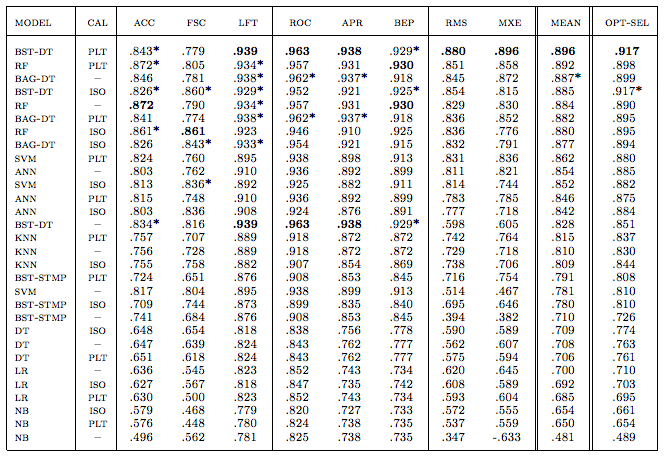 MODEL CAL ACC FSC LFT ROC APR BEP RMS MXE MEAN OPT-SEL
BST-DT PLT .843* .779 .939 .963 .938 .929* .880 .896 .896 .917
RF PLT .872* .805 .934* .957 .931 .930 .851 .858 .892 .898
BAG-DT – .846 .781 .938* .962* .937* .918 .845 .872 .887* .899
BST-DT ISO .826* .860* .929* .952 .921 .925* .854 .815 .885 .917*
RF – .872 .790 .934* .957 .931 .930 .829 .830 .884 .890
BAG-DT PLT .841 .774 .938* .962* .937* .918 .836 .852 .882 .895
RF ISO .861* .861 .923 .946 .910 .925 .836 .776 .880 .895
BAG-DT ISO .826 .843* .933* .954 .921 .915 .832 .791 .877 .894
SVM PLT .824 .760 .895 .938 .898 .913 .831 .836 .862 .880
ANN – .803 .762 .910 .936 .892 .899 .811 .821 .854 .885
SVM ISO .813 .836* .892 .925 .882 .911 .814 .744 .852 .882
ANN PLT .815 .748 .910 .936 .892 .899 .783 .785 .846 .875
ANN ISO .803 .836 .908 .924 .876 .891 .777 .718 .842 .884
BST-DT – .834* .816 .939 .963 .938 .929* .598 .605 .828 .851
KNN PLT .757 .707 .889 .918 .872 .872 .742 .764 .815 .837
KNN – .756 .728 .889 .918 .872 .872 .729 .718 .810 .830
KNN ISO .755 .758 .882 .907 .854 .869 .738 .706 .809 .844
BST-STMP PLT .724 .651 .876 .908 .853 .845 .716 .754 .791 .808
SVM – .817 .804 .895 .938 .899 .913 .514 .467 .781 .810
BST-STMP ISO .709 .744 .873 .899 .835 .840 .695 .646 .780 .810
BST-STMP – .741 .684 .876 .908 .853 .845 .394 .382 .710 .726
DT ISO .648 .654 .818 .838 .756 .778 .590 .589 .709 .774
DT – .647 .639 .824 .843 .762 .777 .562 .607 .708 .763
DT PLT .651 .618 .824 .843 .762 .777 .575 .594 .706 .761
LR – .636 .545 .823 .852 .743 .734 .620 .645 .700 .710
LR ISO .627 .567 .818 .847 .735 .742 .608 .589 .692 .703
LR PLT .630 .500 .823 .852 .743 .734 .593 .604 .685 .695
NB ISO .579 .468 .779 .820 .727 .733 .572 .555 .654 .661
NB PLT .576 .448 .780 .824 .738 .735 .537 .559 .650 .654
NB – .496 .562 .781 .825 .738 .735 .347 -.633 .481 .489